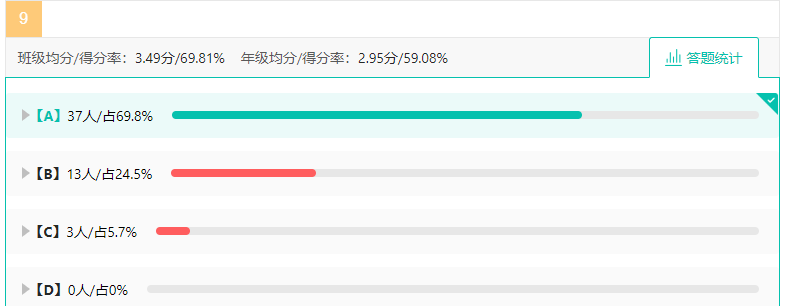 9
班级均分/得分率：3.49分/69.81% 年级均分/得分率：2.95分/59.08% 答题统计
【A】37人/占69.8%
【B】13人/占24.5%
【C】3人/占5.7%
【D】0人/占0%